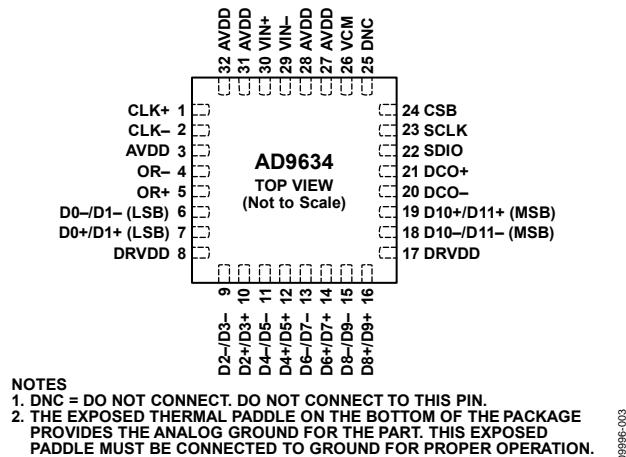 32 AVDD
31 AVDD
30 VIN+
29 VIN–
28 AVDD
27 AVDD
26 VCM
25 DNC
CLK+ 1
CLK– 2
AVDD 3
OR– 4
OR+ 5
D0–/D1– (LSB) 6
D0+/D1+ (LSB) 7
DRVDD 8
AD9634
TOP VIEW
(Not to Scale)
24 CSB
23 SCLK
22 SDIO
21 DCO+
20 DCO–
19 D10+/D11+ (MSB)
18 D10–/D11– (MSB)
17 DRVDD
D2–/D3– 9
D2+/D3+ 10
D4–/D5– 11
D4+/D5+ 12
D6–/D7– 13
D6+/D7+ 14
D8–/D9– 15
D8+/D9+ 16
NOTES
1. DNC = DO NOT CONNECT. DO NOT CONNECT TO THIS PIN.
2. THE EXPOSED THERMAL PADDLE ON THE BOTTOM OF THE PACKAGE
PROVIDES THE ANALOG GROUND FOR THE PART. THIS EXPOSED
PADDLE MUST BE CONNECTED TO GROUND FOR PROPER OPERATION.
09996-003